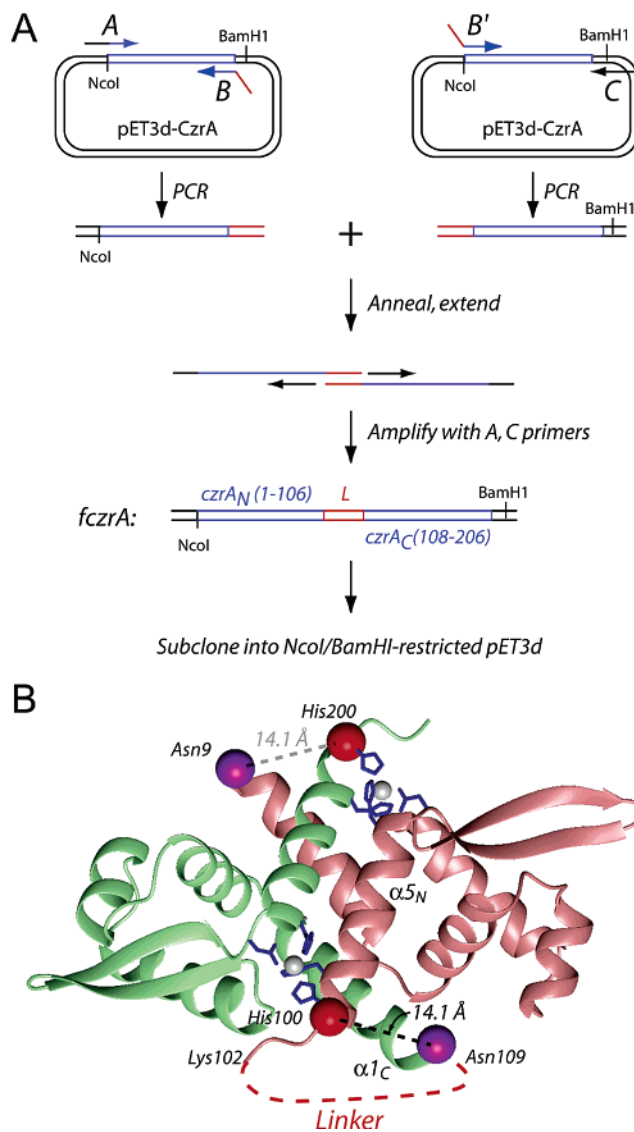 A
A
BamH1
NcoI
B
pET3d-CzrA
B'
BamH1
NcoI
C
pET3d-CzrA
PCR
PCR
NcoI
+
BamH1
Anneal, extend
Amplify with A, C primers
fczrA:
czrAN (1-106)
L
BamH1
NcoI
czrAC (108-206)
Subclone into NcoI/BamHI-restricted pET3d
B
His200
Asn9
14.1 Å
α5N
His100
14.1 Å
Lys102
α1C
Asn109
Linker